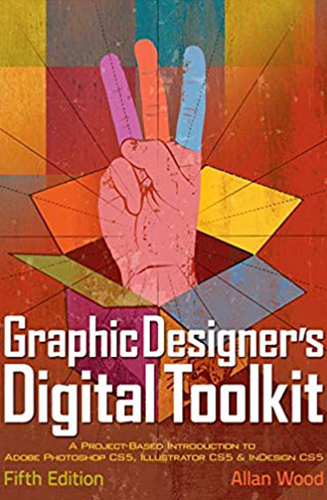 Graphic Designer's
Digital Toolkit
A Project-Based Introduction to
Adobe Photoshop CS5, Illustrator CS5 & InDesign CS5
Fifth Edition Allan Wood